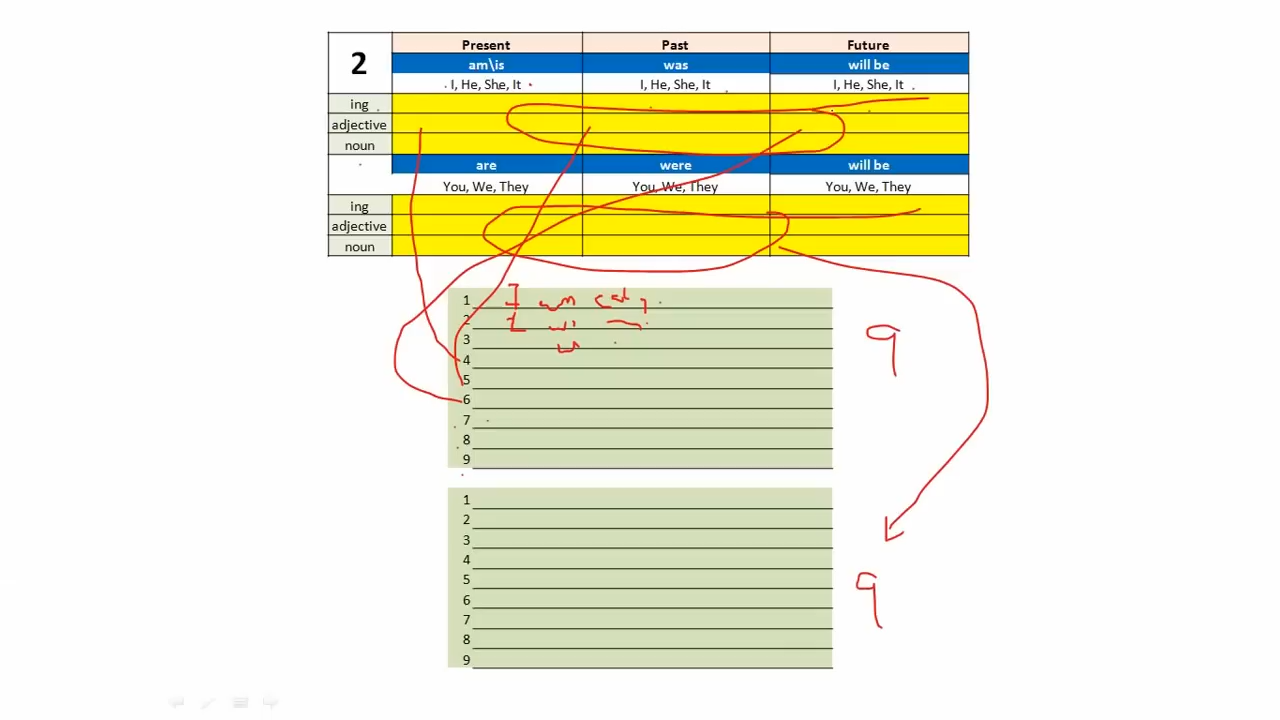 2 Present Past Future
am\is was will be
I, He, She, It I, He, She, It I, He, She, It
ing
adjective
noun
are were will be
You, We, They You, We, They You, We, They
ing
adjective
noun
1 I am
2 I
3
4
5
6
7
8
9
9
1
2
3
4
5
6
7
8
9
9